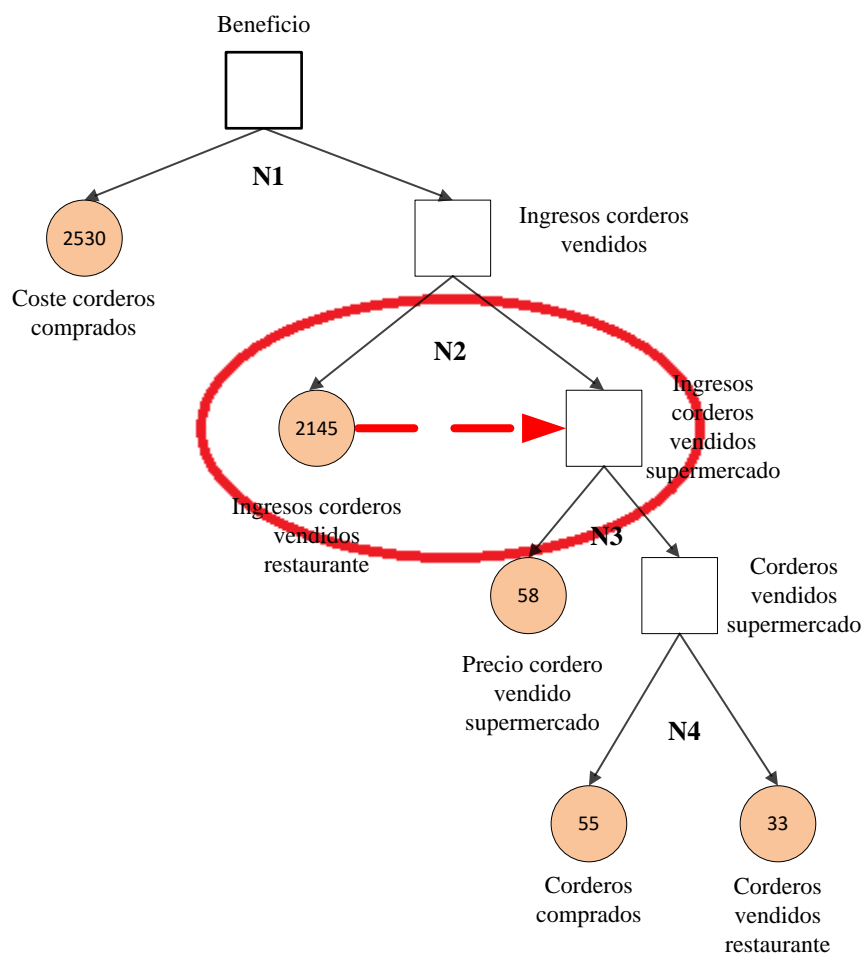 Beneficio
N1
2530
Coste corderos
comprados
Ingresos corderos
vendidos
N2
2145
Ingresos corderos
vendidos
restaurante
Ingresos
corderos
vendidos
supermercado
N3
58
Precio cordero
vendido
supermercado
Corderos
vendidos
supermercado
N4
55
Corderos
comprados
33
Corderos
vendidos
restaurante